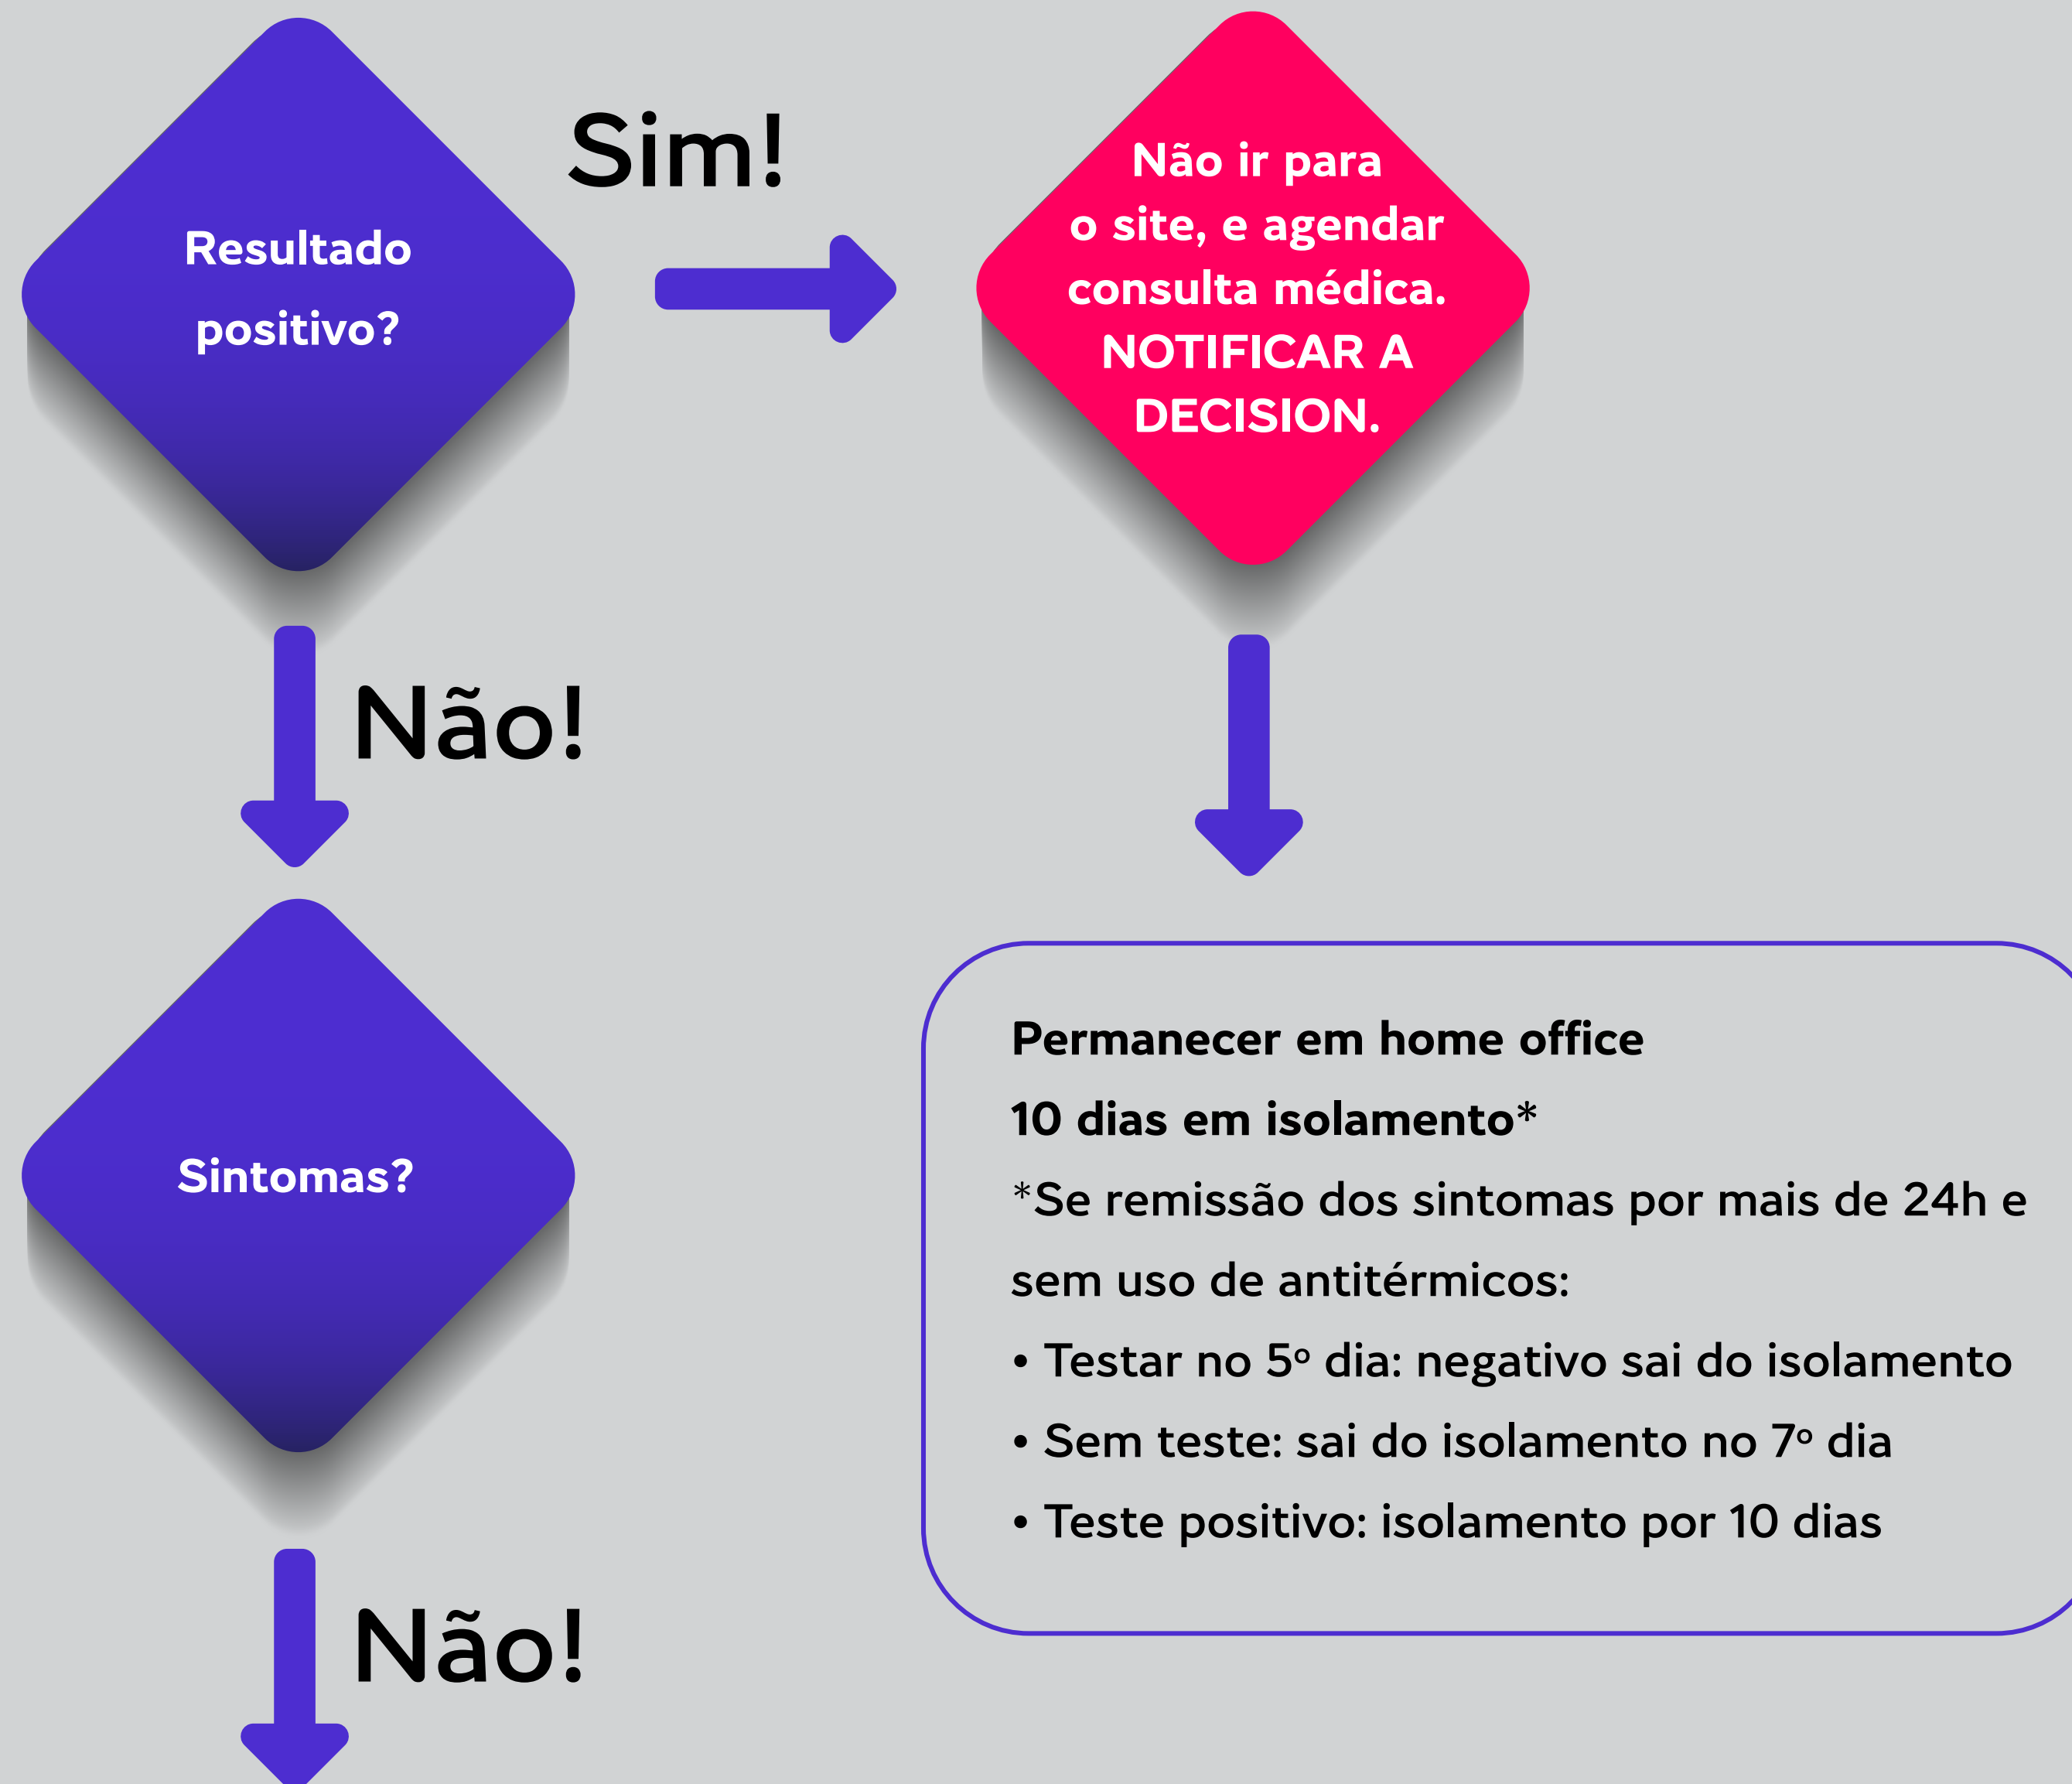 Resultado
positivo?
Sim!
Não ir para
o site, e agendar
consulta médica.
NOTIFICAR A
DECISION.
Não!
Sintomas?
Permanecer em home office
10 dias em isolamento*
*Se remissão dos sintomas por mais de 24h e
sem uso de antitérmicos:
• Testar no 5º dia: negativo sai do isolamento
• Sem teste: sai do isolamento no 7º dia
• Teste positivo: isolamento por 10 dias
Não!